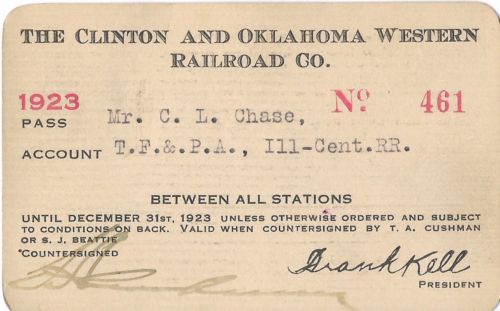 THE CLINTON AND OKLAHOMA WESTERN
RAILROAD CO.
1923 Nº 461
PASS Mr. C. L. Chase,
ACCOUNT T.F.&.P.A., Ill-Cent.RR.
BETWEEN ALL STATIONS
UNTIL DECEMBER 31ST, 1923 UNLESS OTHERWISE ORDERED AND SUBJECT
TO CONDITIONS ON BACK. VALID WHEN COUNTERSIGNED BY T. A. CUSHMAN
OR S. J. BEATTIE
COUNTERSIGNED
Frank Kell
PRESIDENT